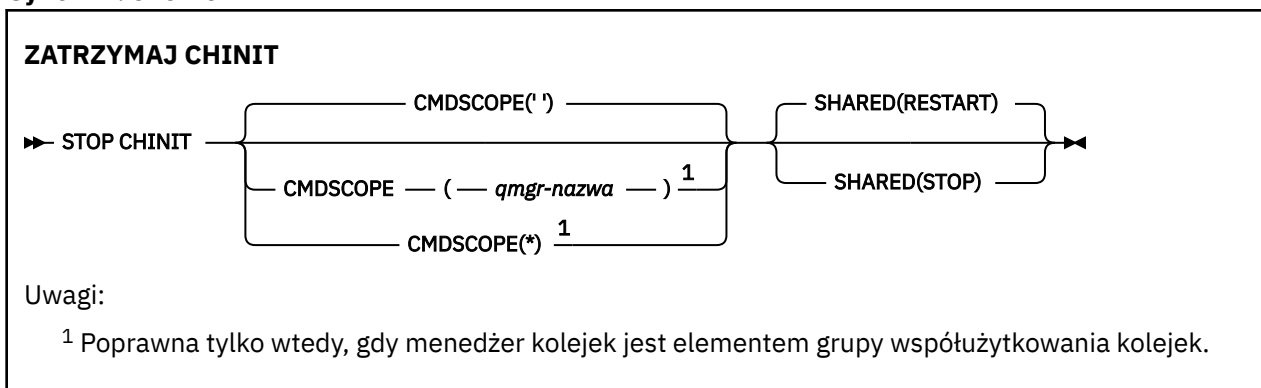 ZATRZYMAJ CHINIT
CMDSCOPE(' ')
SHARED(RESTART)
STOP CHINIT
CMDSCOPE ( qmgr-nazwa ) 1
SHARED(STOP)
CMDSCOPE(*) 1
Uwagi:
1 Poprawna tylko wtedy, gdy menedżer kolejek jest elementem grupy współużytkowania kolejek.